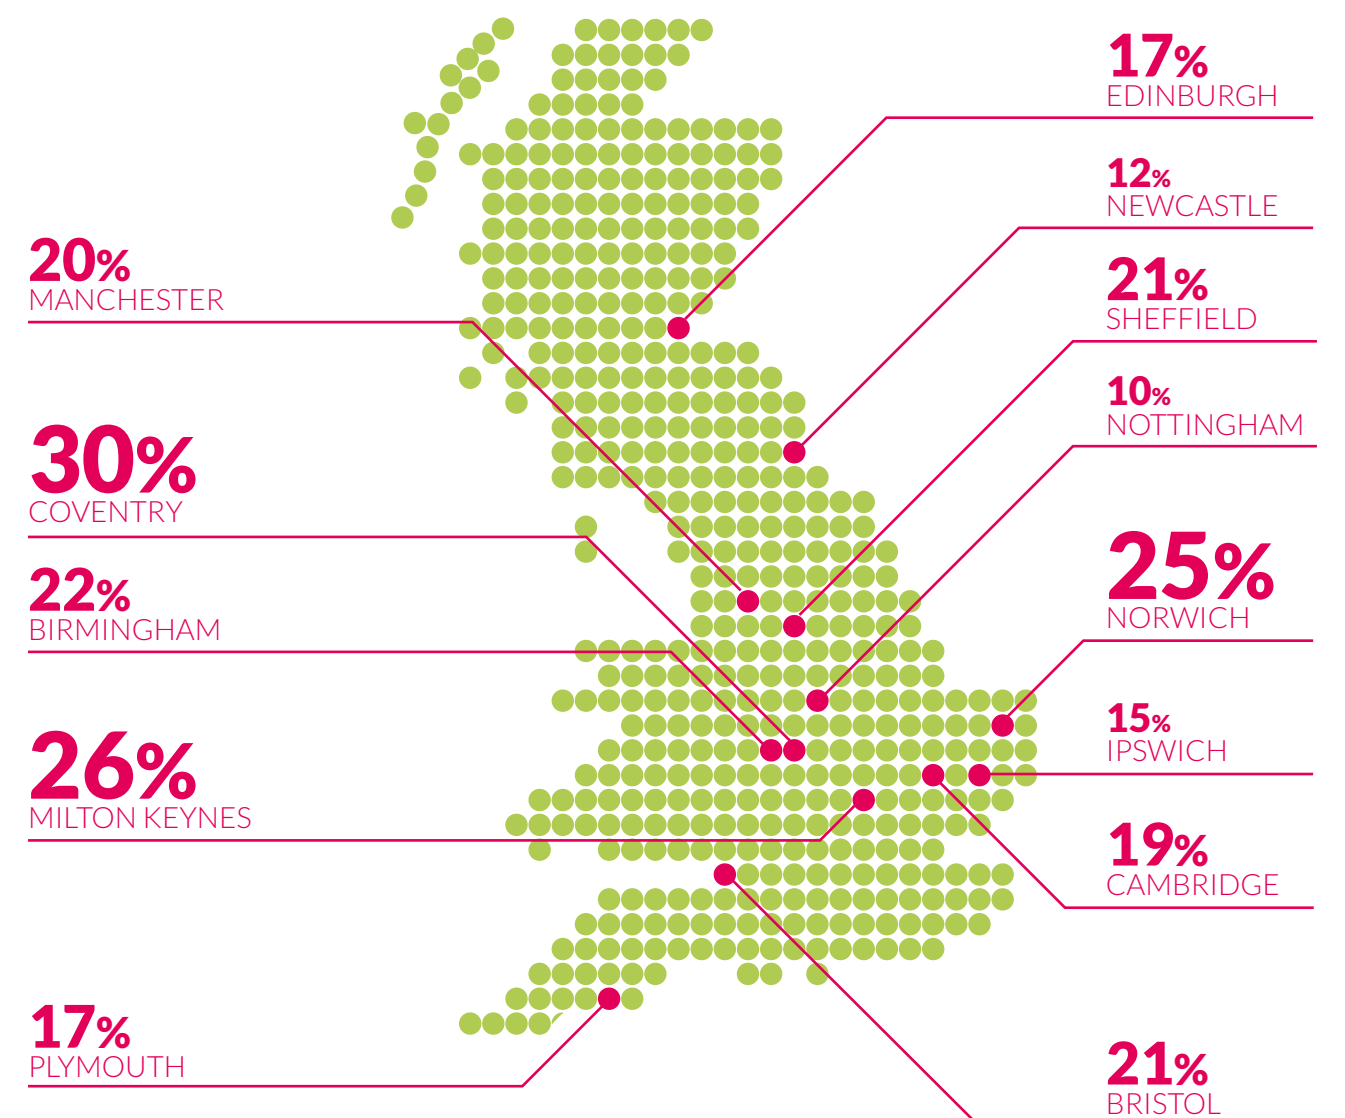 20%
MANCHESTER
30%
COVENTRY
22%
BIRMINGHAM
26%
MILTON KEYNES
17%
PLYMOUTH
17%
EDINBURGH
12%
NEWCASTLE
21%
SHEFFIELD
10%
NOTTINGHAM
25%
NORWICH
15%
IPSWICH
19%
CAMBRIDGE
21%
BRISTOL